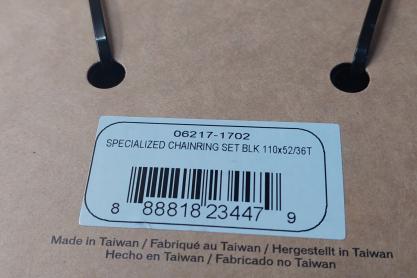 06217-1702
SPECIALIZED CHAINRING SET BLK 110x52/36T
8 88818 23447 9
Made in Taiwan / Fabriqué au Taiwan / Hergestellt in Taiwan
Hecho en Taiwan / Fabricado no Taiwan